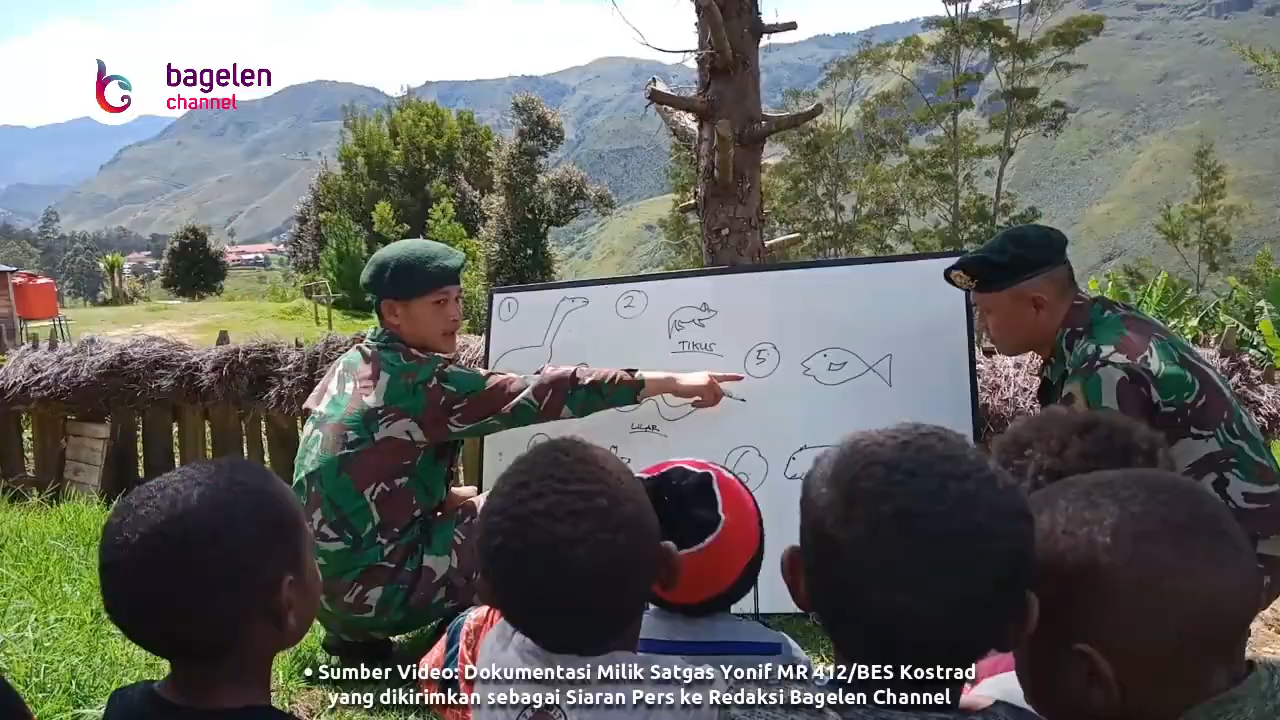 bagelen
channel
1
2
TIKUS
5
ULAR
6
• Sumber Video: Dokumentasi Milik Satgas Yonif MR 412/BES Kostrad
yang dikirimkan sebagai Siaran Pers ke Redaksi Bagelen Channel